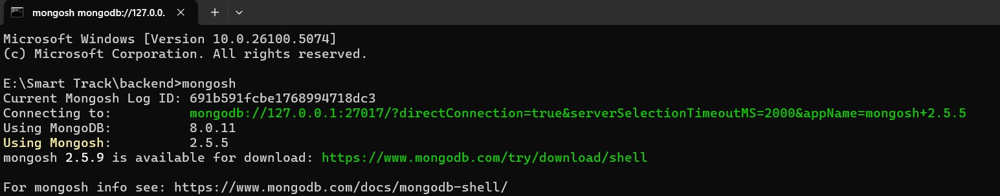 mongosh mongodb://127.0.0.
Microsoft Windows [Version 10.0.26100.5074]
(c) Microsoft Corporation. All rights reserved.
E:\Smart Track\backend>mongosh
Current Mongosh Log ID: 691b591fcbe1768994718dc3
Connecting to: mongodb://127.0.0.1:27017/?directConnection=true&serverSelectionTimeoutMS=2000&appName=mongosh+2.5.5
Using MongoDB: 8.0.11
Using Mongosh: 2.5.5
mongosh 2.5.9 is available for download: https://www.mongodb.com/try/download/shell
For mongosh info see: https://www.mongodb.com/docs/mongodb-shell/